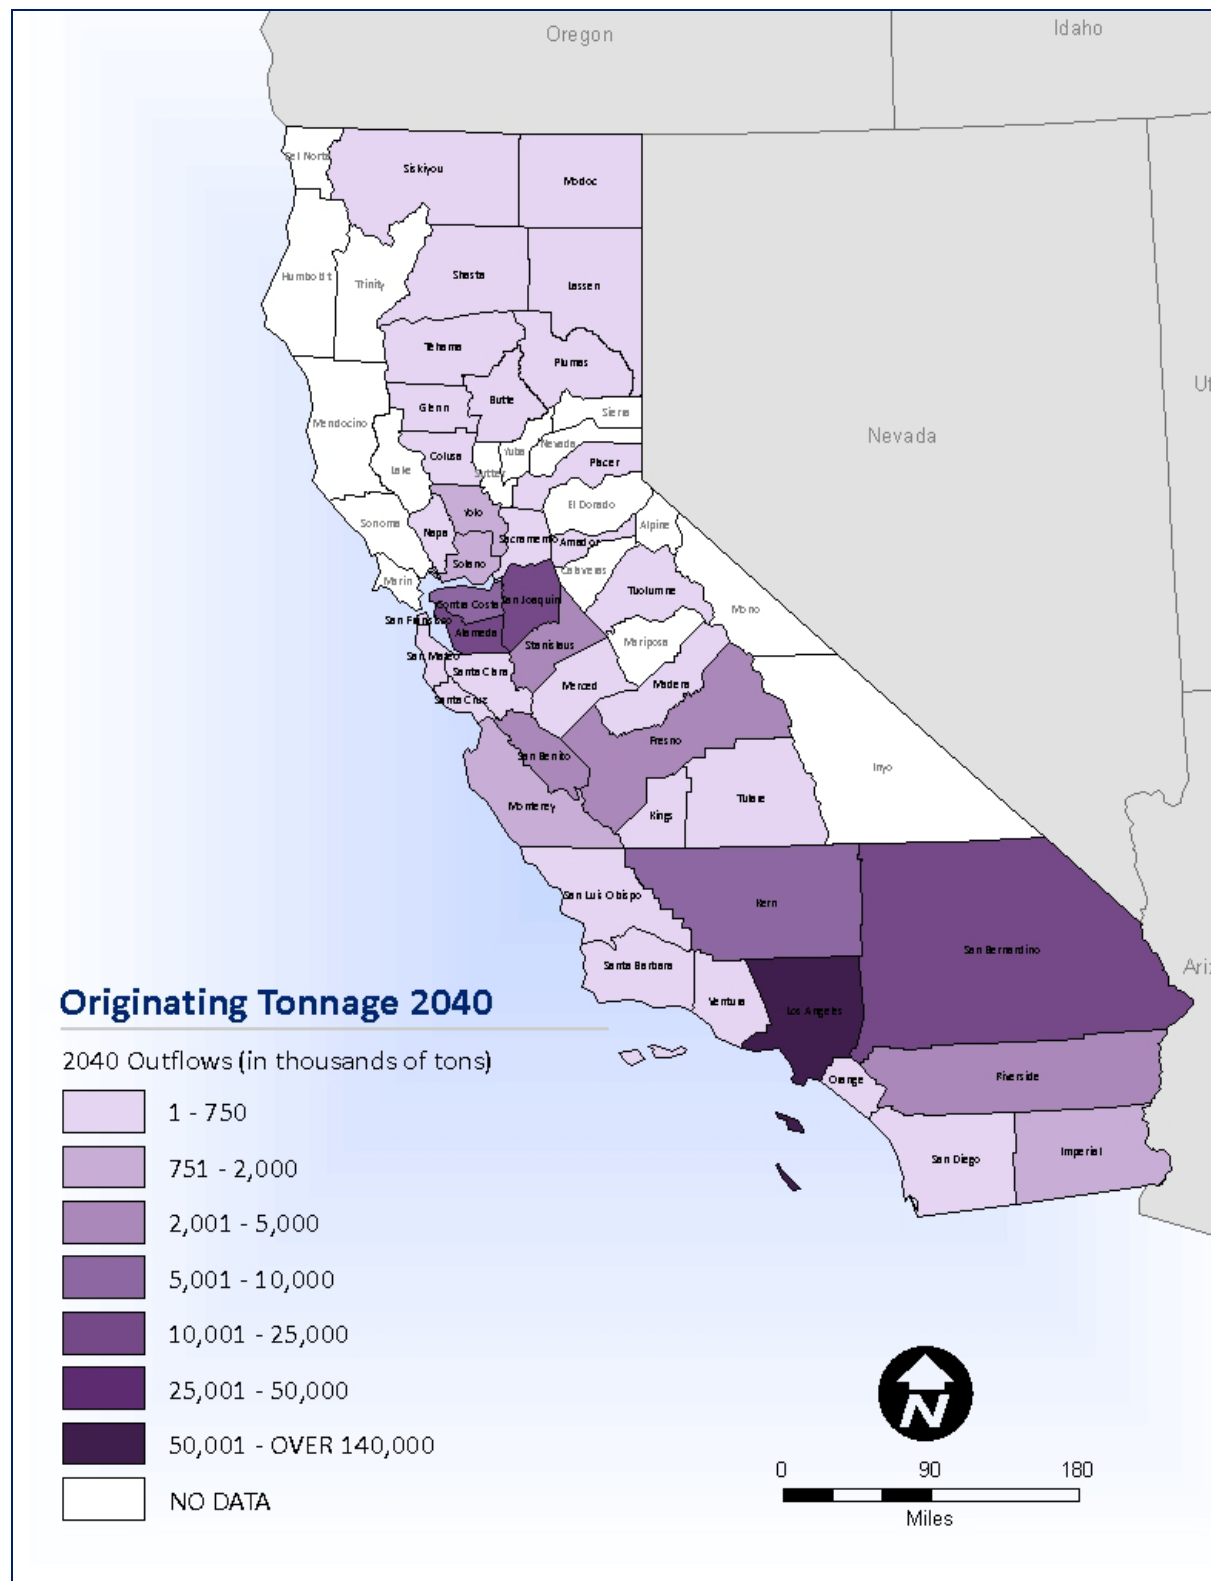 Oregon
Idaho
Del Norte
Siskiyou
Modoc
Humboldt
Trinity
Shasta
Lassen
Tehama
Plumas
Glenn
Butte
Sierra
Ut
Mendocino
Lake
Colusa
Sutter
Yuba
Nevada
Placer
Nevada
Sonoma
Napa
Yolo
El Dorado
Sacramento
Amador
Alpine
Solano
Calaveras
Marin
Tuolumne
Mono
Contra Costa
San Joaquin
San Francisco
Alameda
Stanislaus
Mariposa
San Mateo
Santa Clara
Merced
Madera
Santa Cruz
Fresno
San Benito
Inyo
Monterey
Kings
Tulare
San Luis Obispo
Kern
San Bernardino
Santa Barbara
Ventura
Los Angeles
Ariz
Orange
Riverside
San Diego
Imperial
Originating Tonnage 2040
2040 Outflows (in thousands of tons)
1 - 750
751 - 2,000
2,001 - 5,000
5,001 - 10,000
10,001 - 25,000
25,001 - 50,000
50,001 - OVER 140,000
NO DATA
N
0 90 180
Miles